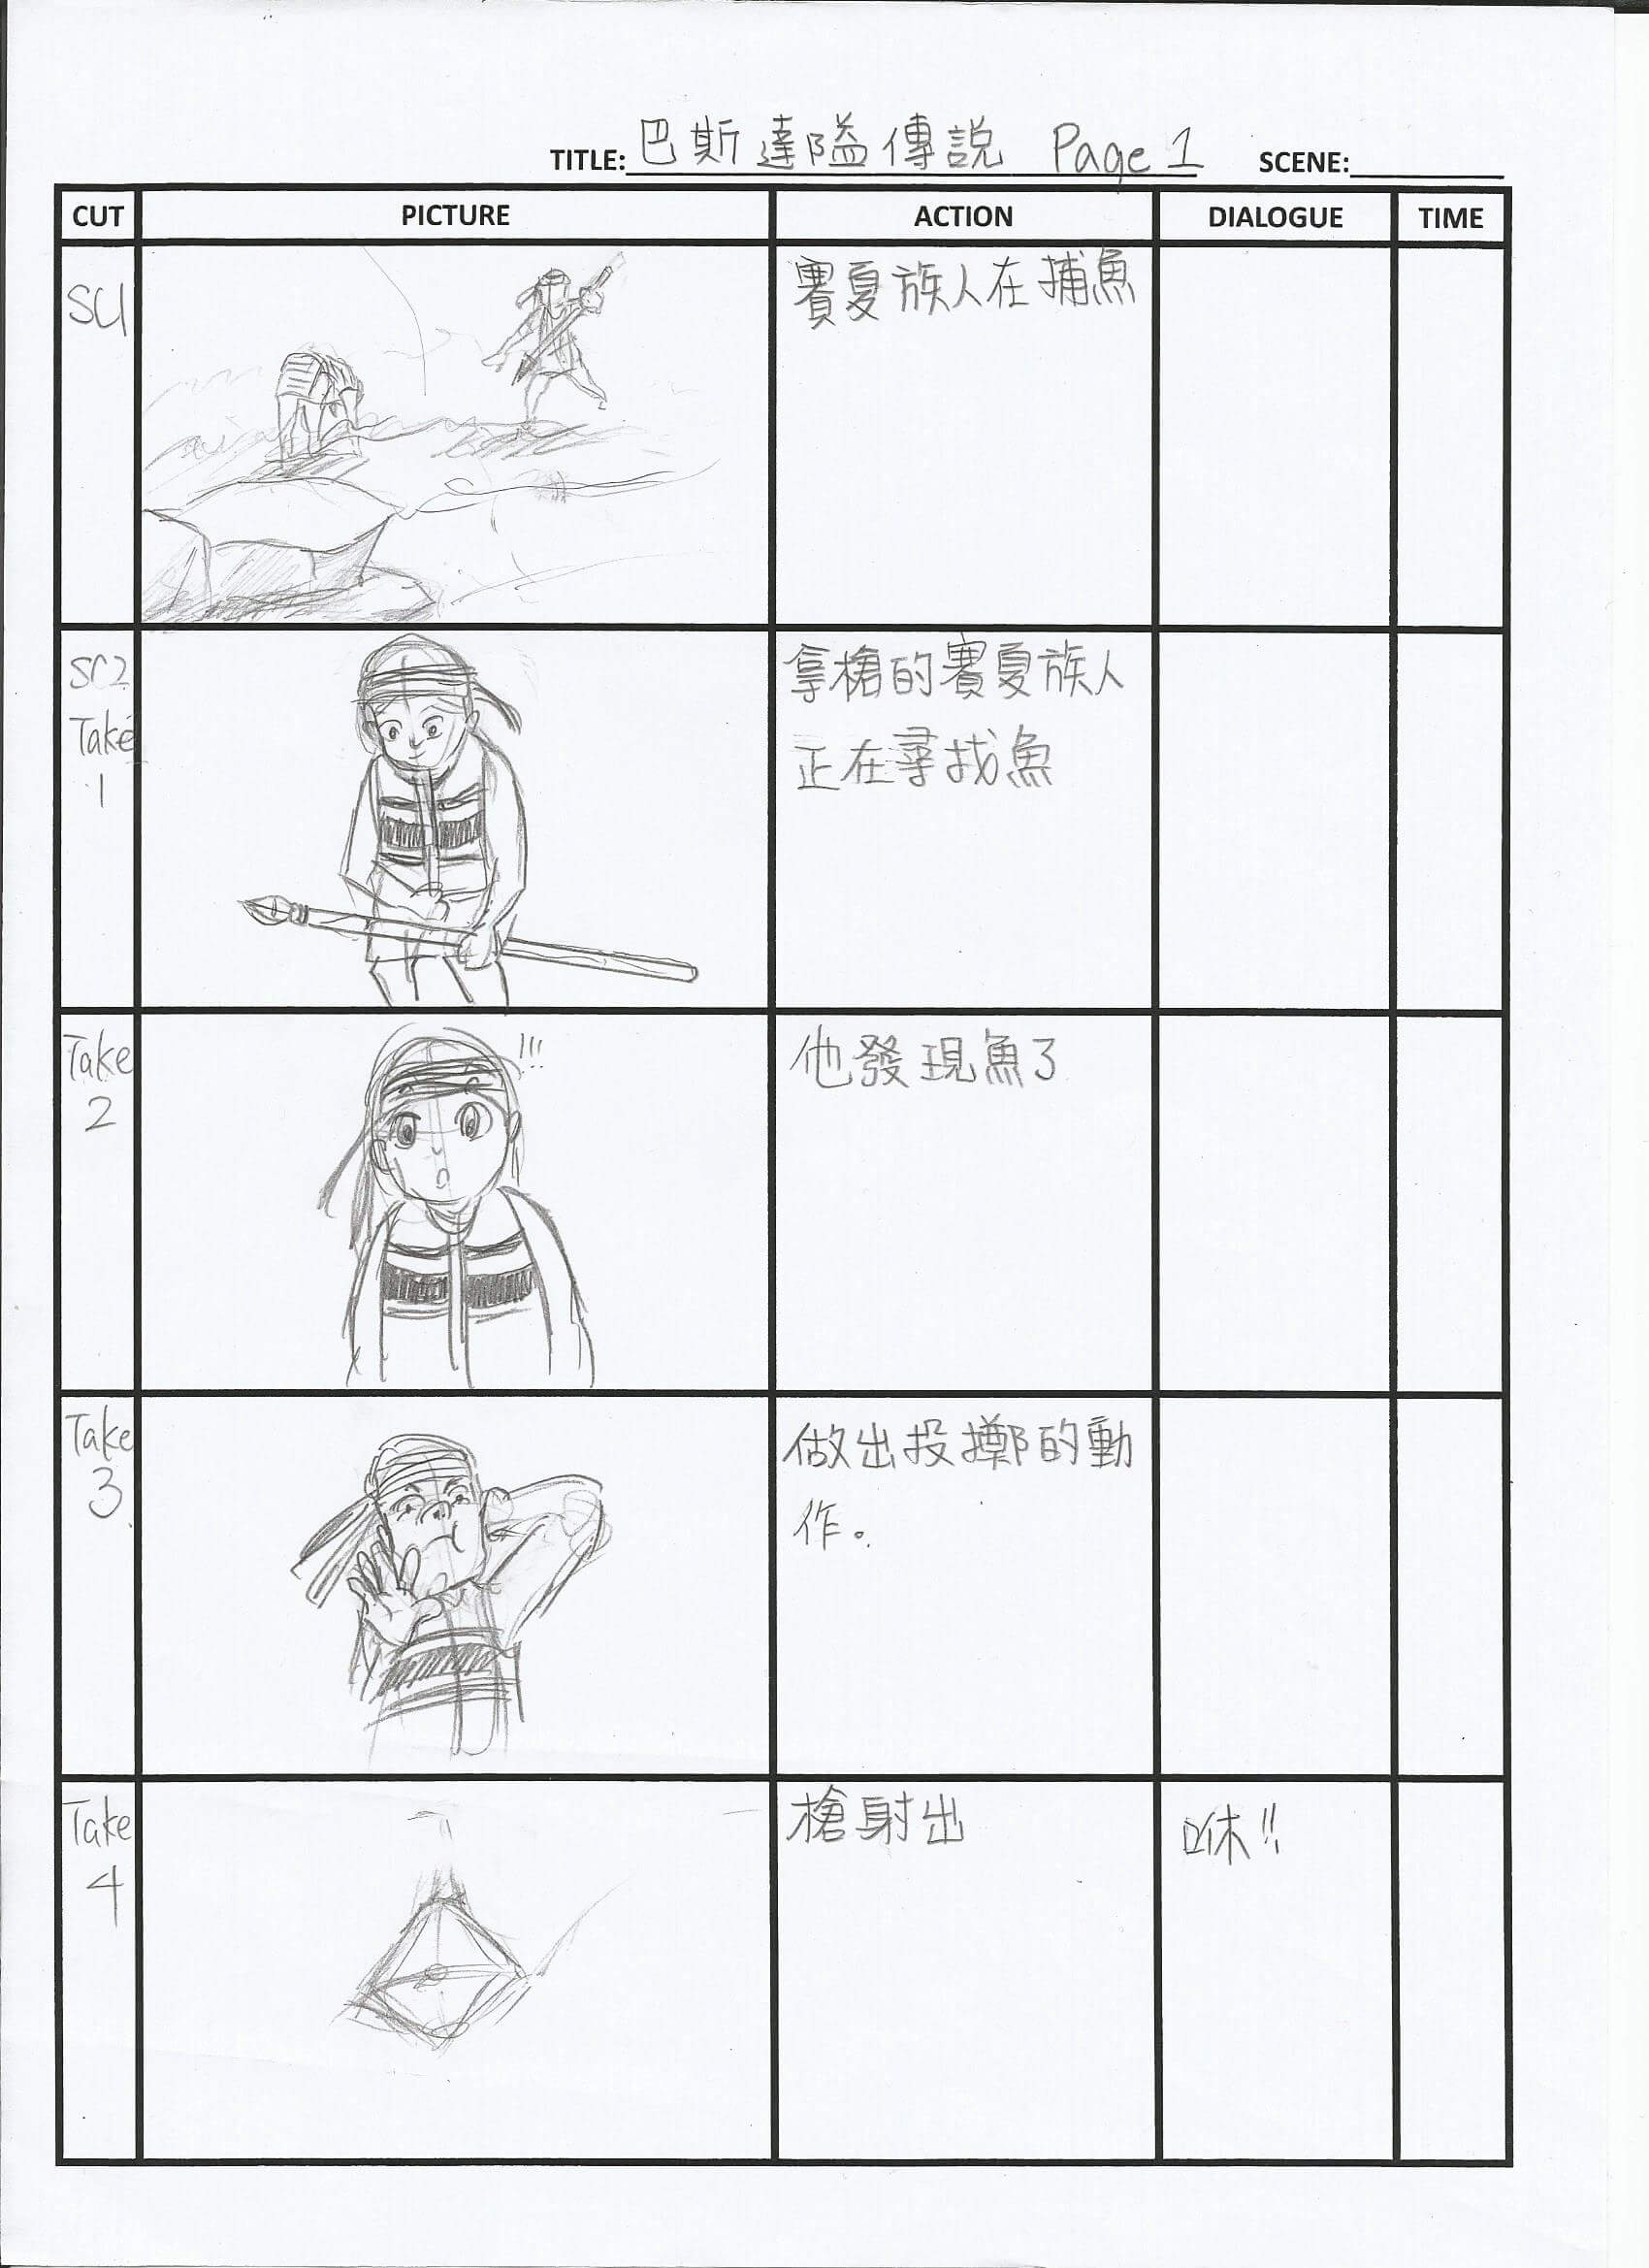 TITLE: 巴斯達隘傳說 Page 1 SCENE:
CUT PICTURE ACTION DIALOGUE TIME
SC1
賽夏族人在捕魚
SC2
Take
1
拿槍的賽夏族人
正在尋找魚
Take
2
!!!
他發現魚了
Take
3
做出投擲的動
作。
Take
4
槍射出
咻!!